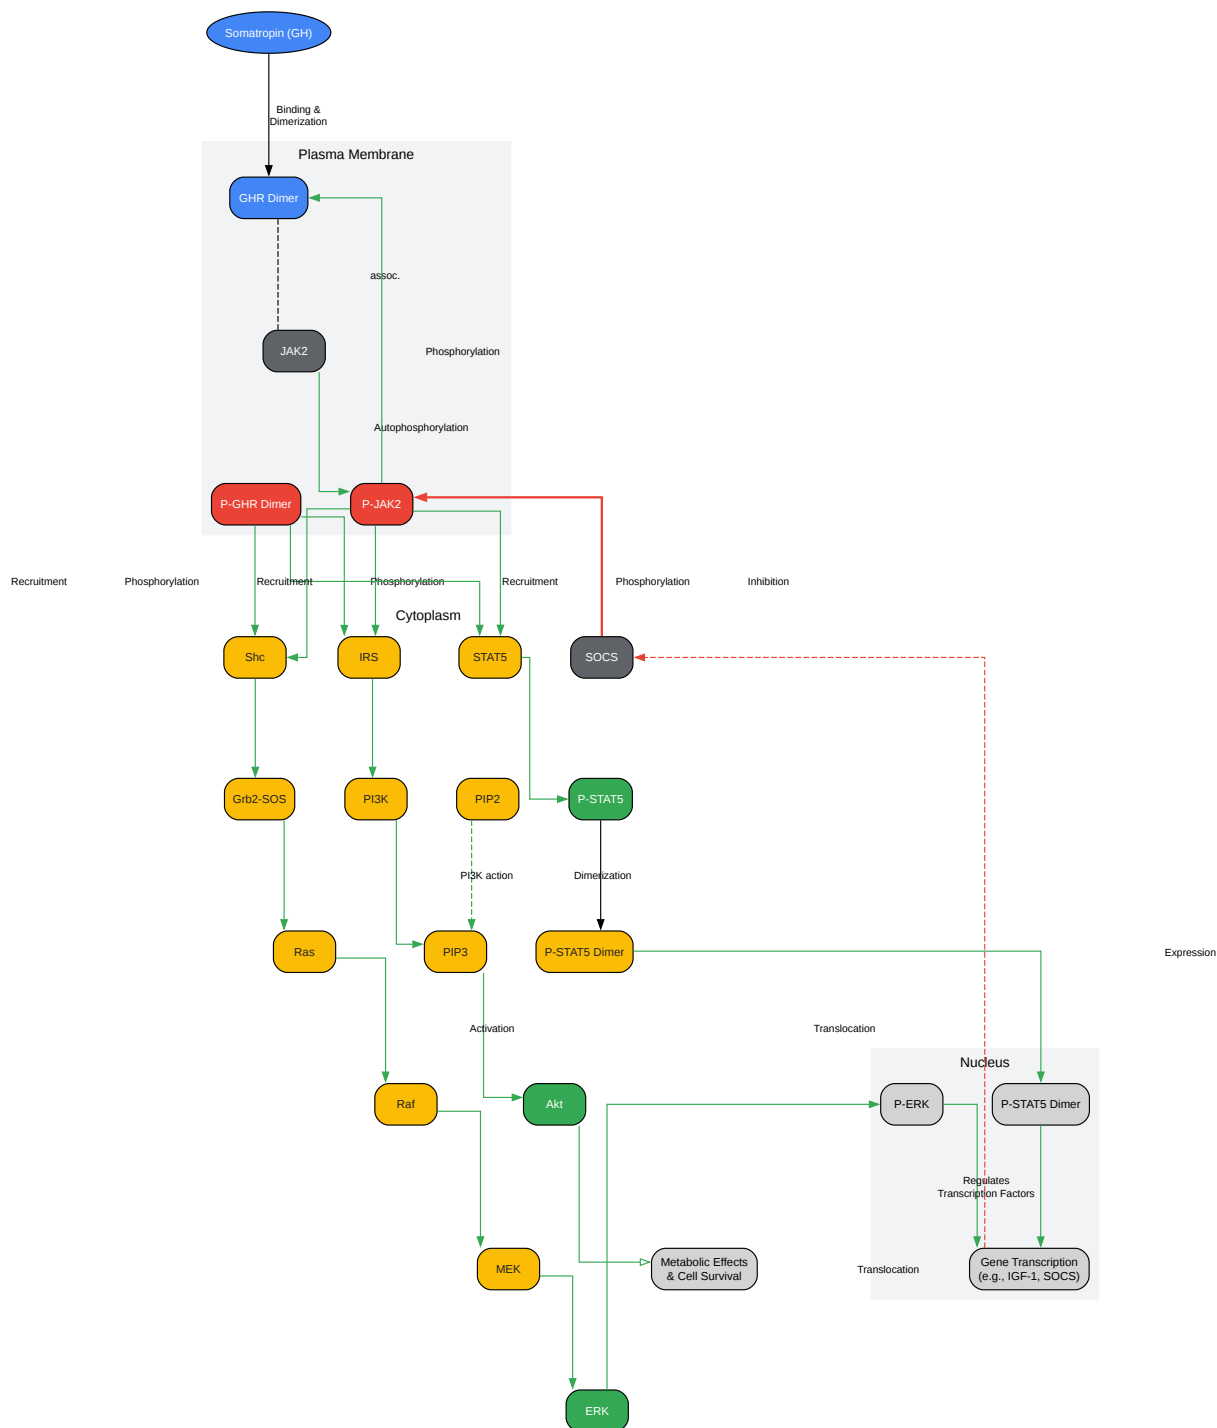 Somatropin (GH)
Binding &
Dimerization
Plasma Membrane
GHR Dimer
assoc.
JAK2
Phosphorylation
Autophosphorylation
P-GHR Dimer
P-JAK2
Recruitment
Phosphorylation
Recruitment
Phosphorylation
Recruitment
Phosphorylation
Inhibition
Cytoplasm
Shc
IRS
STAT5
SOCS
Grb2-SOS
PI3K
PIP2
P-STAT5
PI3K action
Dimerization
Ras
PIP3
P-STAT5 Dimer
Expression
Activation
Translocation
Nucleus
Raf
Akt
P-ERK
P-STAT5 Dimer
Regulates
Transcription Factors
MEK
Metabolic Effects
& Cell Survival
Translocation
Gene Transcription
(e.g., IGF-1, SOCS)
ERK